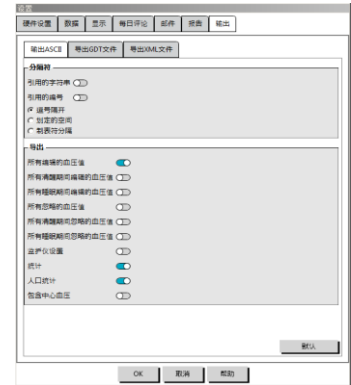 设置
硬件设置 数据 显示 每日评论 邮件 报告 输出
输出ASCII 导出GDT文件 导出XML文件
分隔符
引用的字符串
引用的编号
逗号隔开
划定的空间
制表符分隔
导出
所有编辑的血压值
所有清醒期间编辑的血压值
所有睡眠期间编辑的血压值
所有忽略的血压值
所有清醒期间忽略的血压值
所有睡眠期间忽略的血压值
监护仪设置
统计
人口统计
包含中心血压
默认
OK 取消 帮助